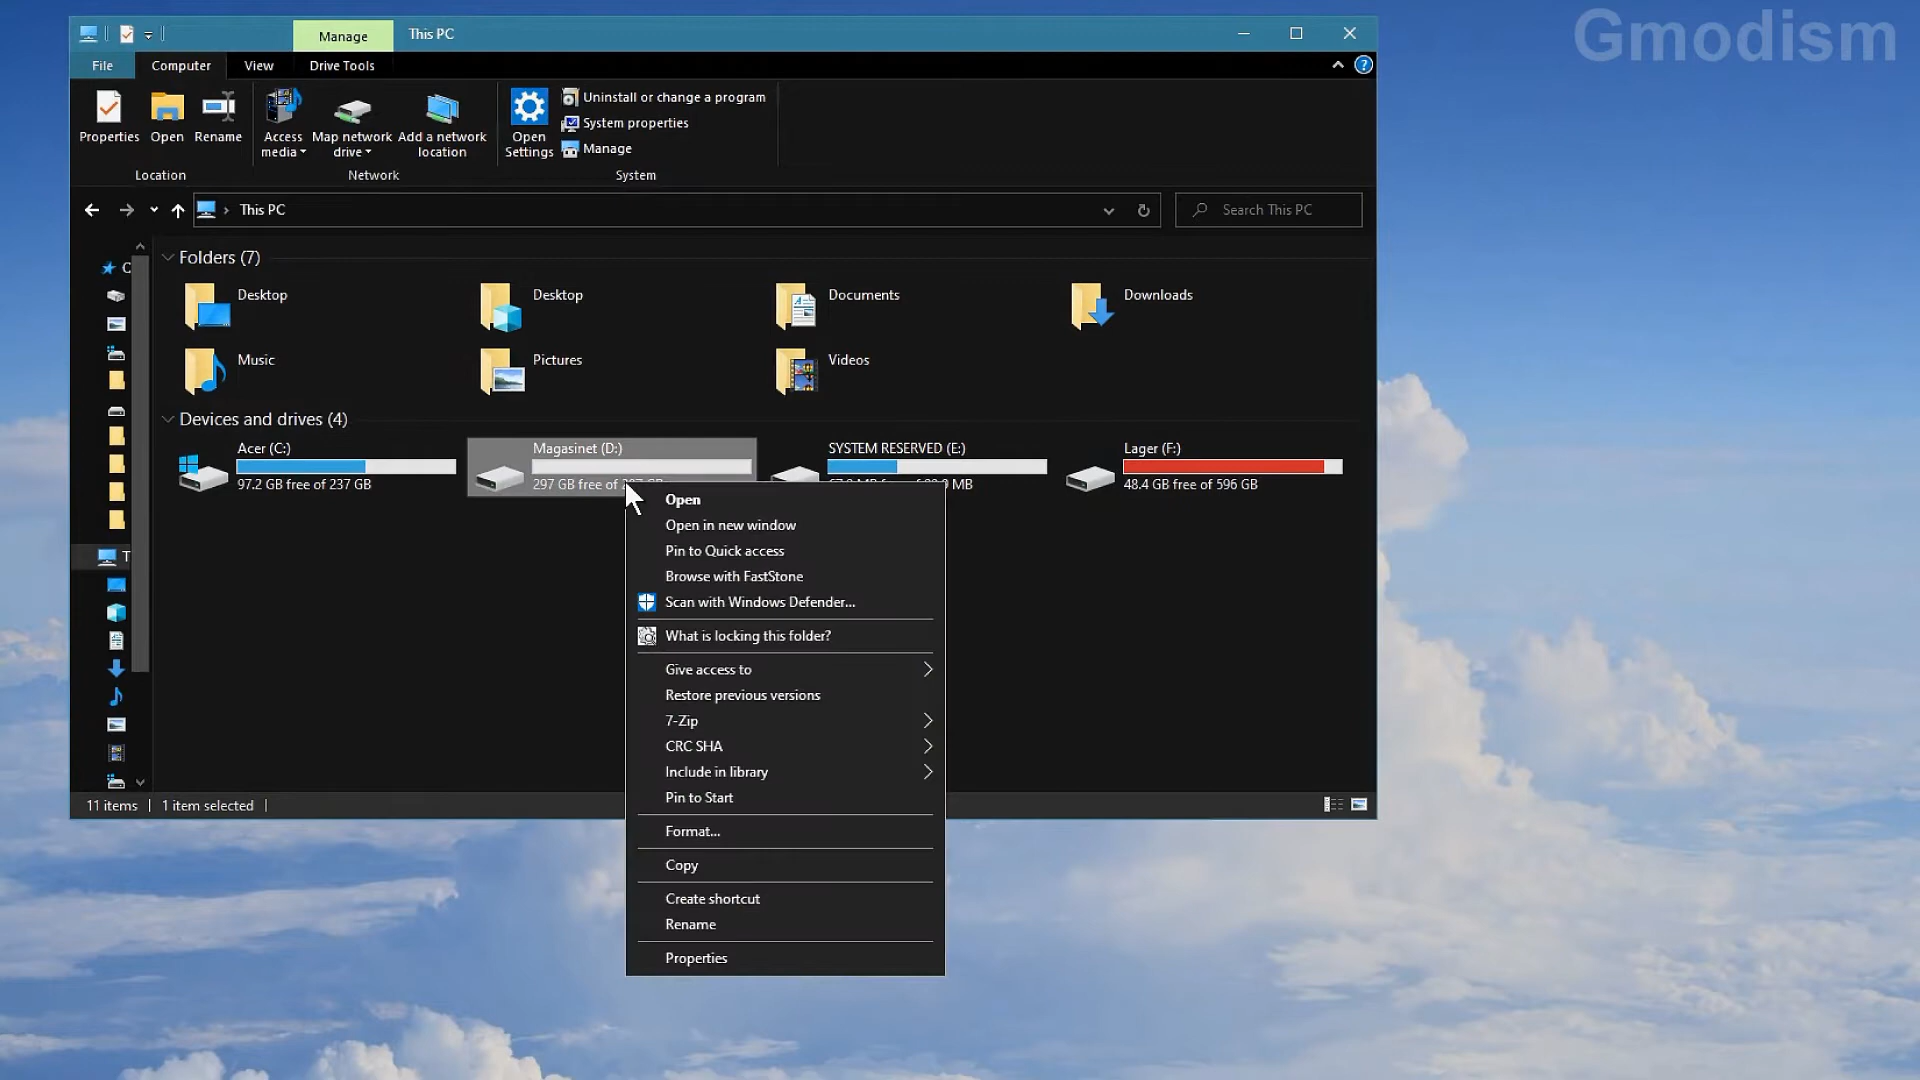 Gmodism
Manage
This PC
File
Computer
View
Drive Tools
Properties
Open
Rename
Access media
Map network drive
Add a network location
Open Settings
Uninstall or change a program
System properties
Manage
Location
Network
System
This PC
Search This PC
Folders (7)
Desktop
Desktop
Documents
Downloads
Music
Pictures
Videos
Devices and drives (4)
Acer (C:)
97.2 GB free of 237 GB
Magasinet (D:)
297 GB free of
SYSTEM RESERVED (E:)
MB
Lager (F:)
48.4 GB free of 596 GB
Open
Open in new window
Pin to Quick access
Browse with FastStone
Scan with Windows Defender...
What is locking this folder?
Give access to
Restore previous versions
7-Zip
CRC SHA
Include in library
Pin to Start
Format...
Copy
Create shortcut
Rename
Properties
11 items
1 item selected